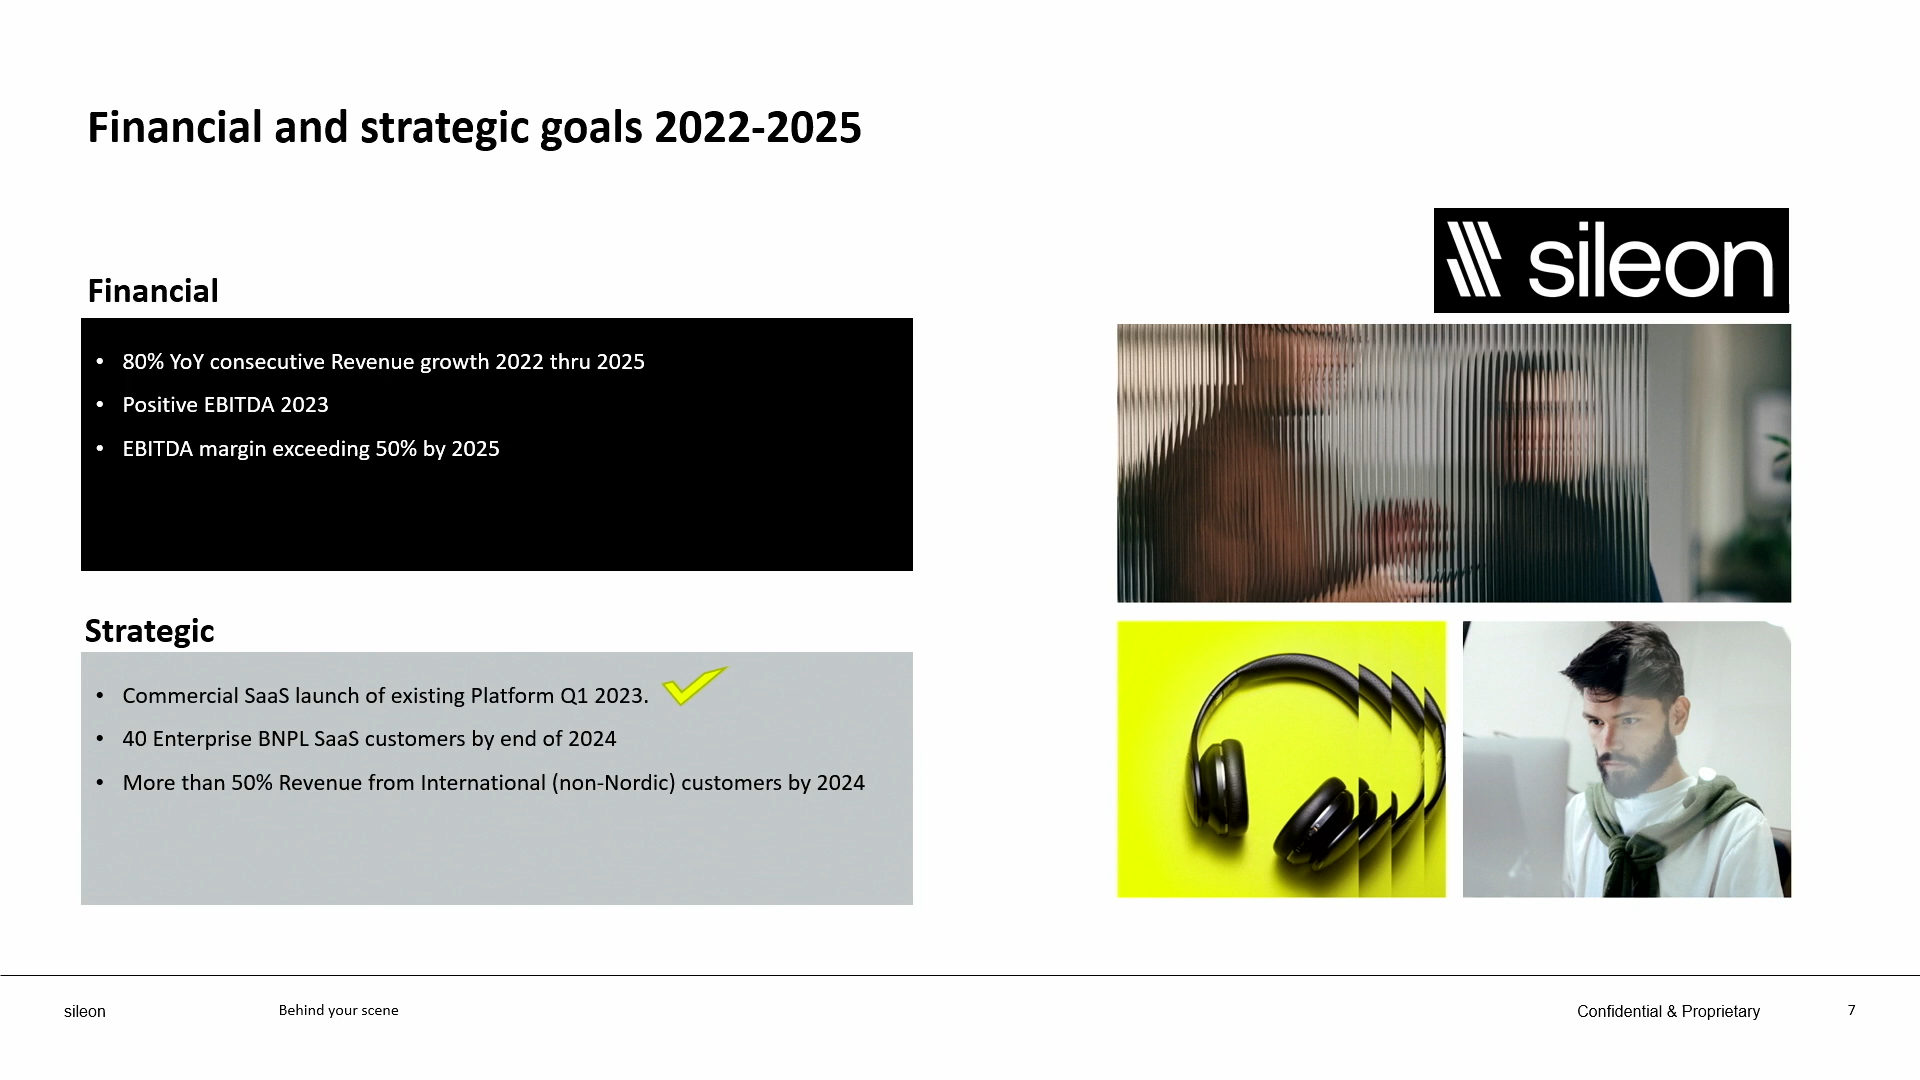 Financial and strategic goals 2022-2025
sileon
Financial
• 80% YoY consecutive Revenue growth 2022 thru 2025
• Positive EBITDA 2023
• EBITDA margin exceeding 50% by 2025
Strategic
• Commercial SaaS launch of existing Platform Q1 2023.
• 40 Enterprise BNPL SaaS customers by end of 2024
• More than 50% Revenue from International (non-Nordic) customers by 2024
sileon
Behind your scene
Confidential & Proprietary
7